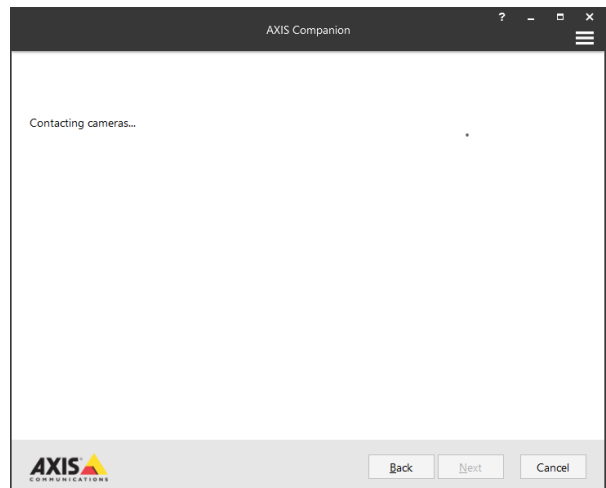 AXIS Companion
Contacting cameras...
AXIS
COMMUNICATIONS
Back
Next
Cancel